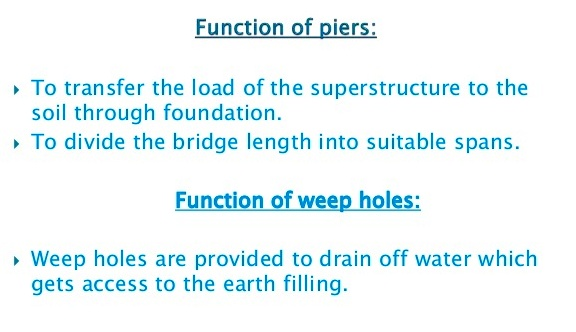 Function of piers:
To transfer the load of the superstructure to the
soil through foundation.
To divide the bridge length into suitable spans.
Function of weep holes:
Weep holes are provided to drain off water which
gets access to the earth filling.